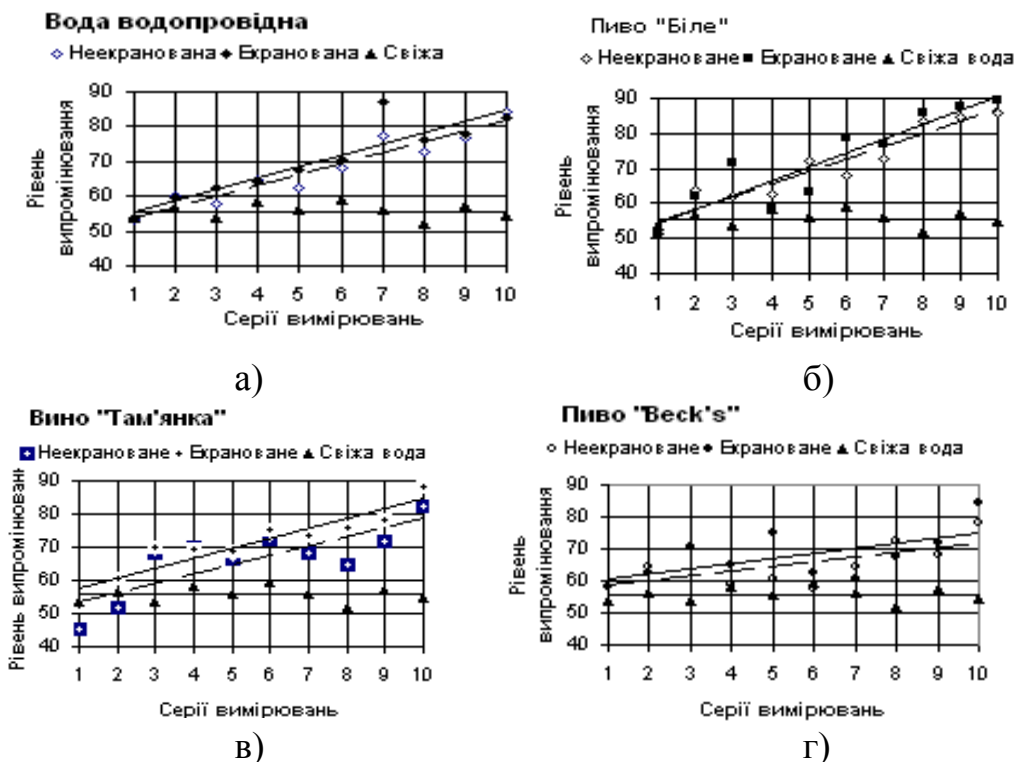 Вода водопровідна
Неекранована Екранована Свіжа
Рівень
випромінювання
90
80
70
60
50
40
1 2 3 4 5 6 7 8 9 10
Серії вимірювань
а)
Пиво "Біле"
Неекрановане Екрановане Свіжа вода
Рівень
випромінювання
90
80
70
60
50
40
1 2 3 4 5 6 7 8 9 10
Серії вимірювань
б)
Вино "Там'янка"
Неекрановане Екрановане Свіжа вода
Рівень випромінюванн
90
80
70
60
50
40
1 2 3 4 5 6 7 8 9 10
Серії вимірювань
в)
Пиво "Beck's"
Неекрановане Екрановане Свіжа вода
Рівень
випромінювання
90
80
70
60
50
40
1 2 3 4 5 6 7 8 9 10
Серії вимірювань
г)